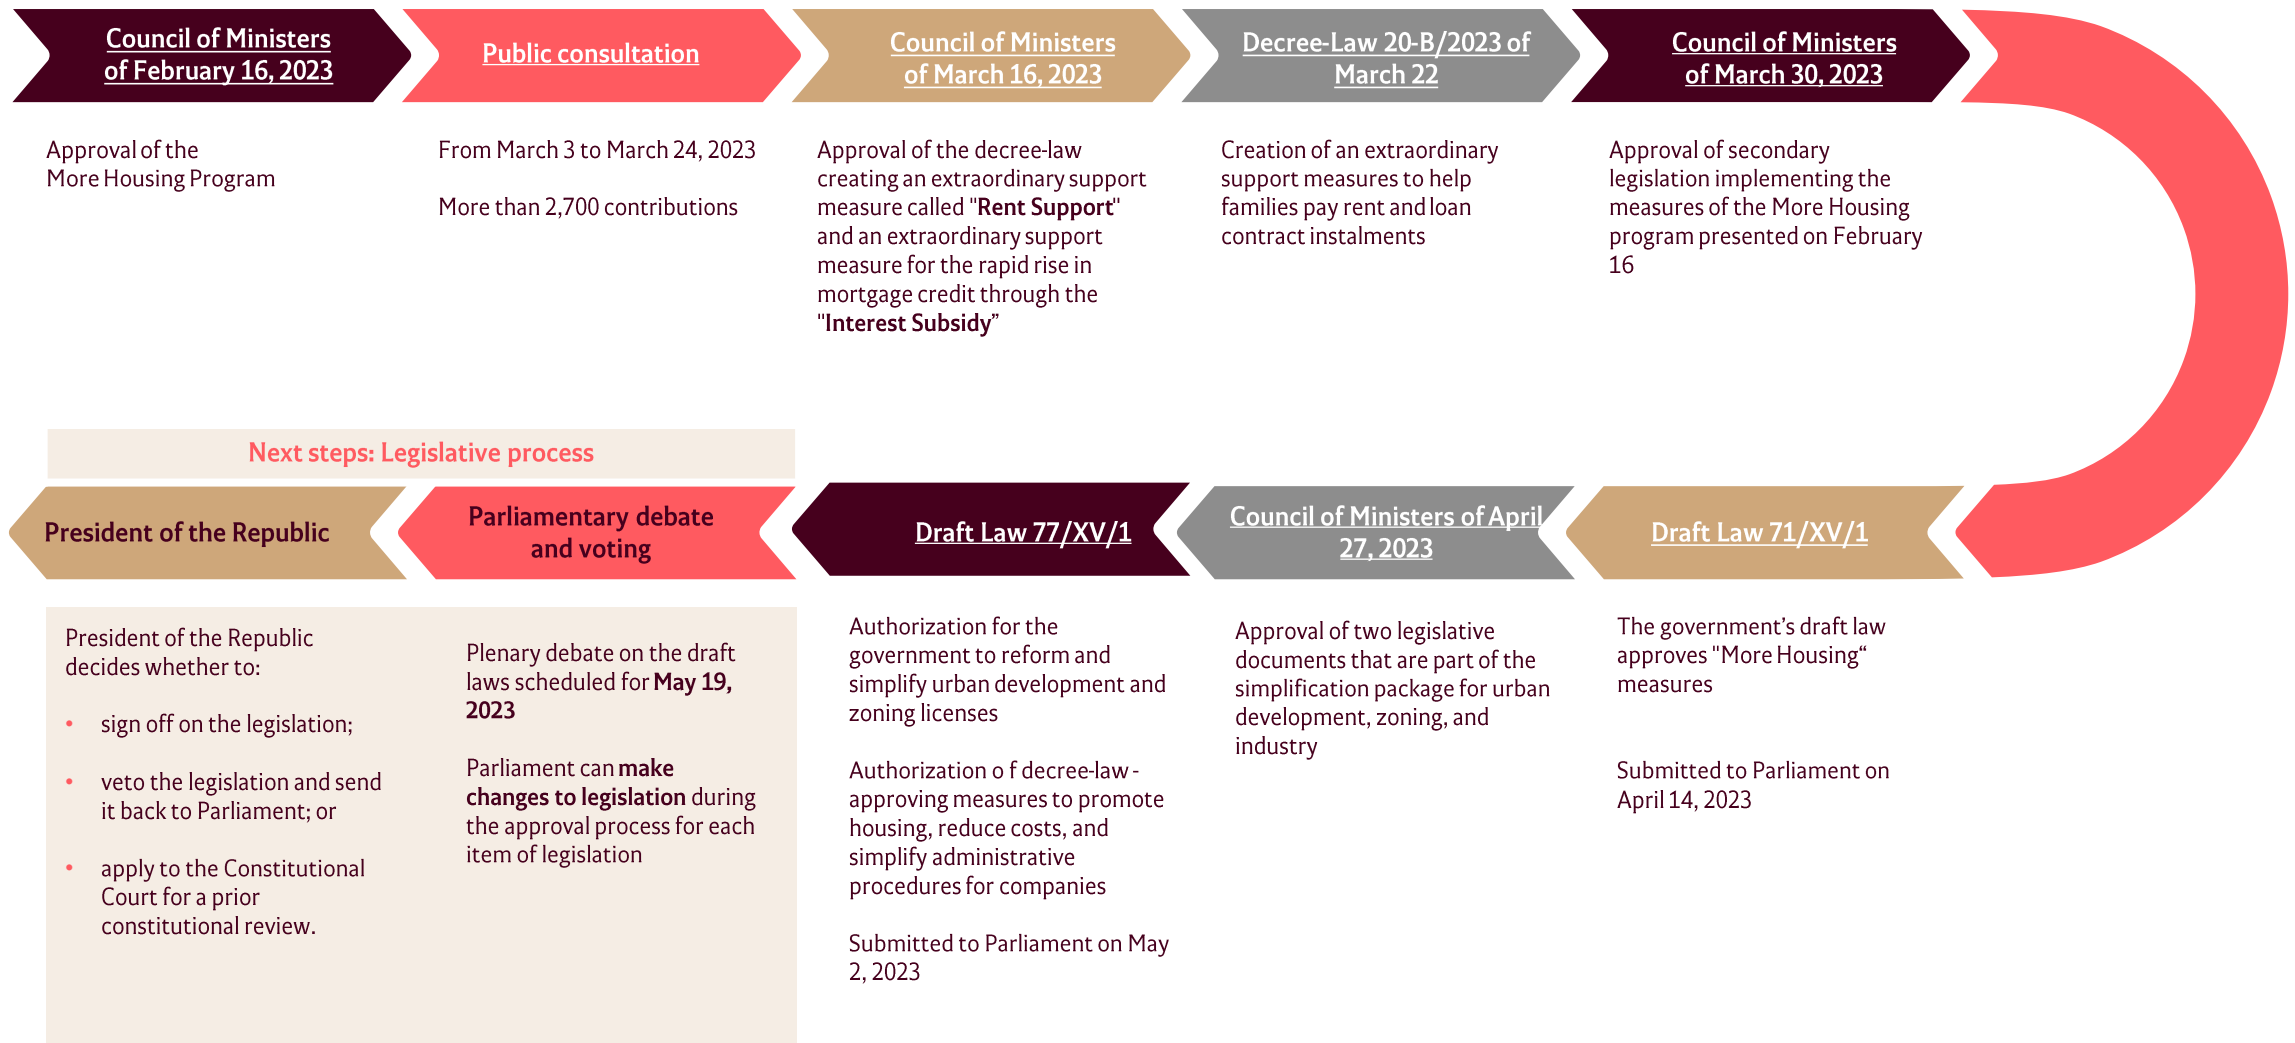 Council of Ministers
of February 16, 2023
Approval of the
More Housing Program
Public consultation
From March 3 to March 24, 2023
More than 2,700 contributions
Council of Ministers
of March 16, 2023
Approval of the decree-law
creating an extraordinary support
measure called "Rent Support"
and an extraordinary support
measure for the rapid rise in
mortgage credit through the
"Interest Subsidy”
Decree-Law 20-B/2023 of
March 22
Creation of an extraordinary
support measures to help
families pay rent and loan
contract instalments
Council of Ministers
of March 30, 2023
Approval of secondary
legislation implementing the
measures of the More Housing
program presented on February
16
Draft Law 71/XV/1
The government’s draft law
approves "More Housing“
measures
Submitted to Parliament on
April 14, 2023
Council of Ministers of April
27, 2023
Approval of two legislative
documents that are part of the
simplification package for urban
development, zoning, and
industry
Draft Law 77/XV/1
Authorization for the
government to reform and
simplify urban development and
zoning licenses
Authorization o f decree-law -
approving measures to promote
housing, reduce costs, and
simplify administrative
procedures for companies
Submitted to Parliament on May
2, 2023
Next steps: Legislative process
Parliamentary debate
and voting
Plenary debate on the draft
laws scheduled for May 19,
2023
Parliament can make
changes to legislation during
the approval process for each
item of legislation
President of the Republic
President of the Republic
decides whether to:
• sign off on the legislation;
• veto the legislation and send
it back to Parliament; or
• apply to the Constitutional
Court for a prior
constitutional review.